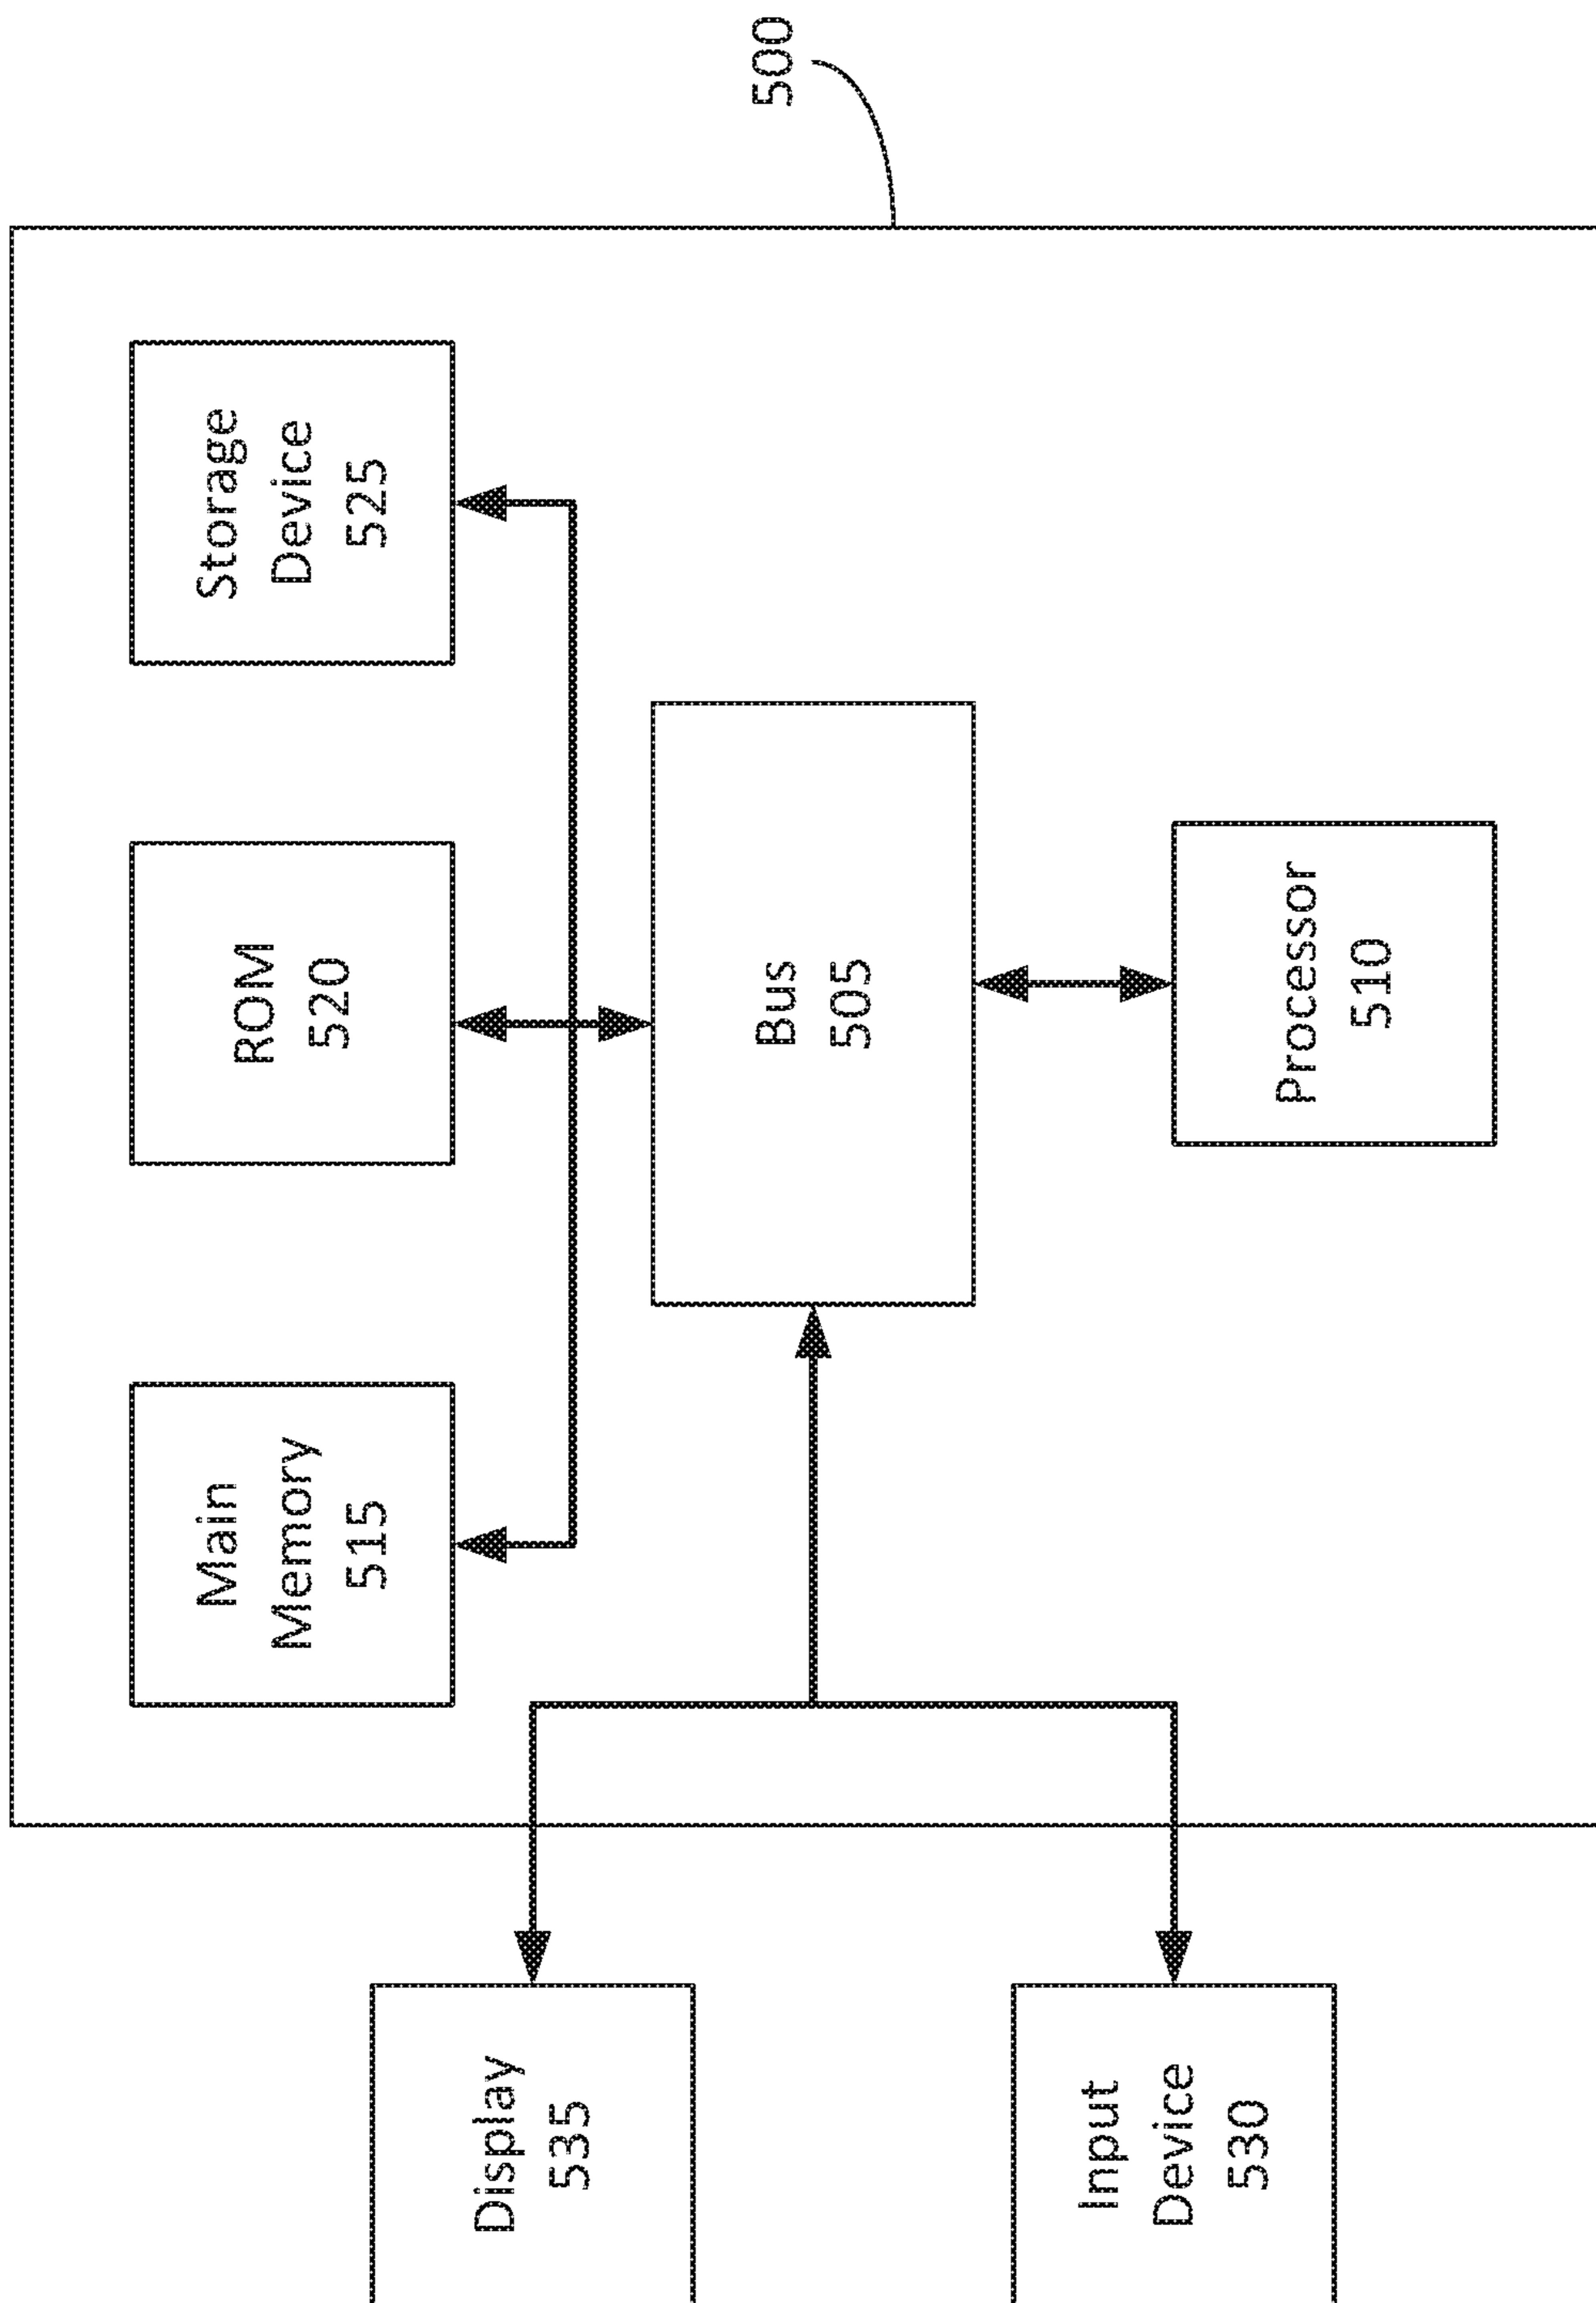 500
Main
Memory
515
ROM
520
Storage
Device
525
Display
535
Bus
505
Input
Device
530
Processor
510